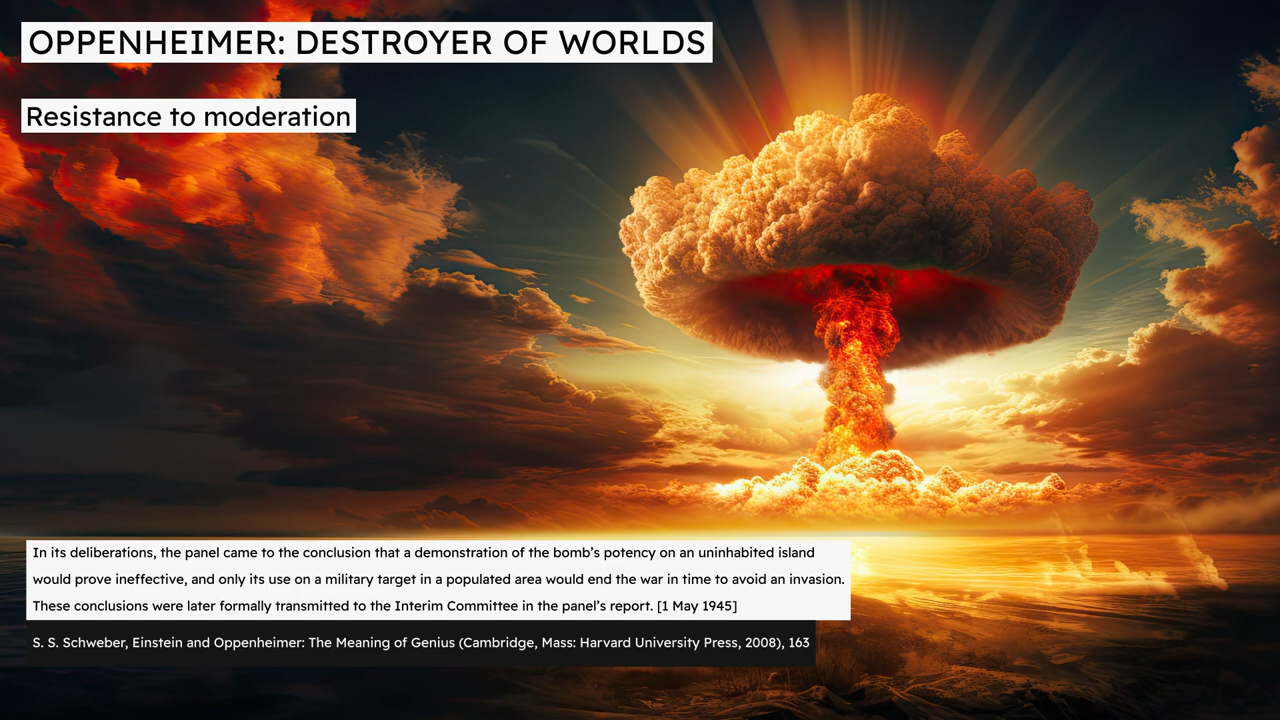 OPPENHEIMER: DESTROYER OF WORLDS
Resistance to moderation
In its deliberations, the panel came to the conclusion that a demonstration of the bomb's potency on an uninhabited island
would prove ineffective, and only its use on a military target in a populated area would end the war in time to avoid an invasion.
These conclusions were later formally transmitted to the Interim Committee in the panel's report. [1 May 1945]
S. S. Schweber, Einstein and Oppenheimer: The Meaning of Genius (Cambridge, Mass: Harvard University Press, 2008), 163